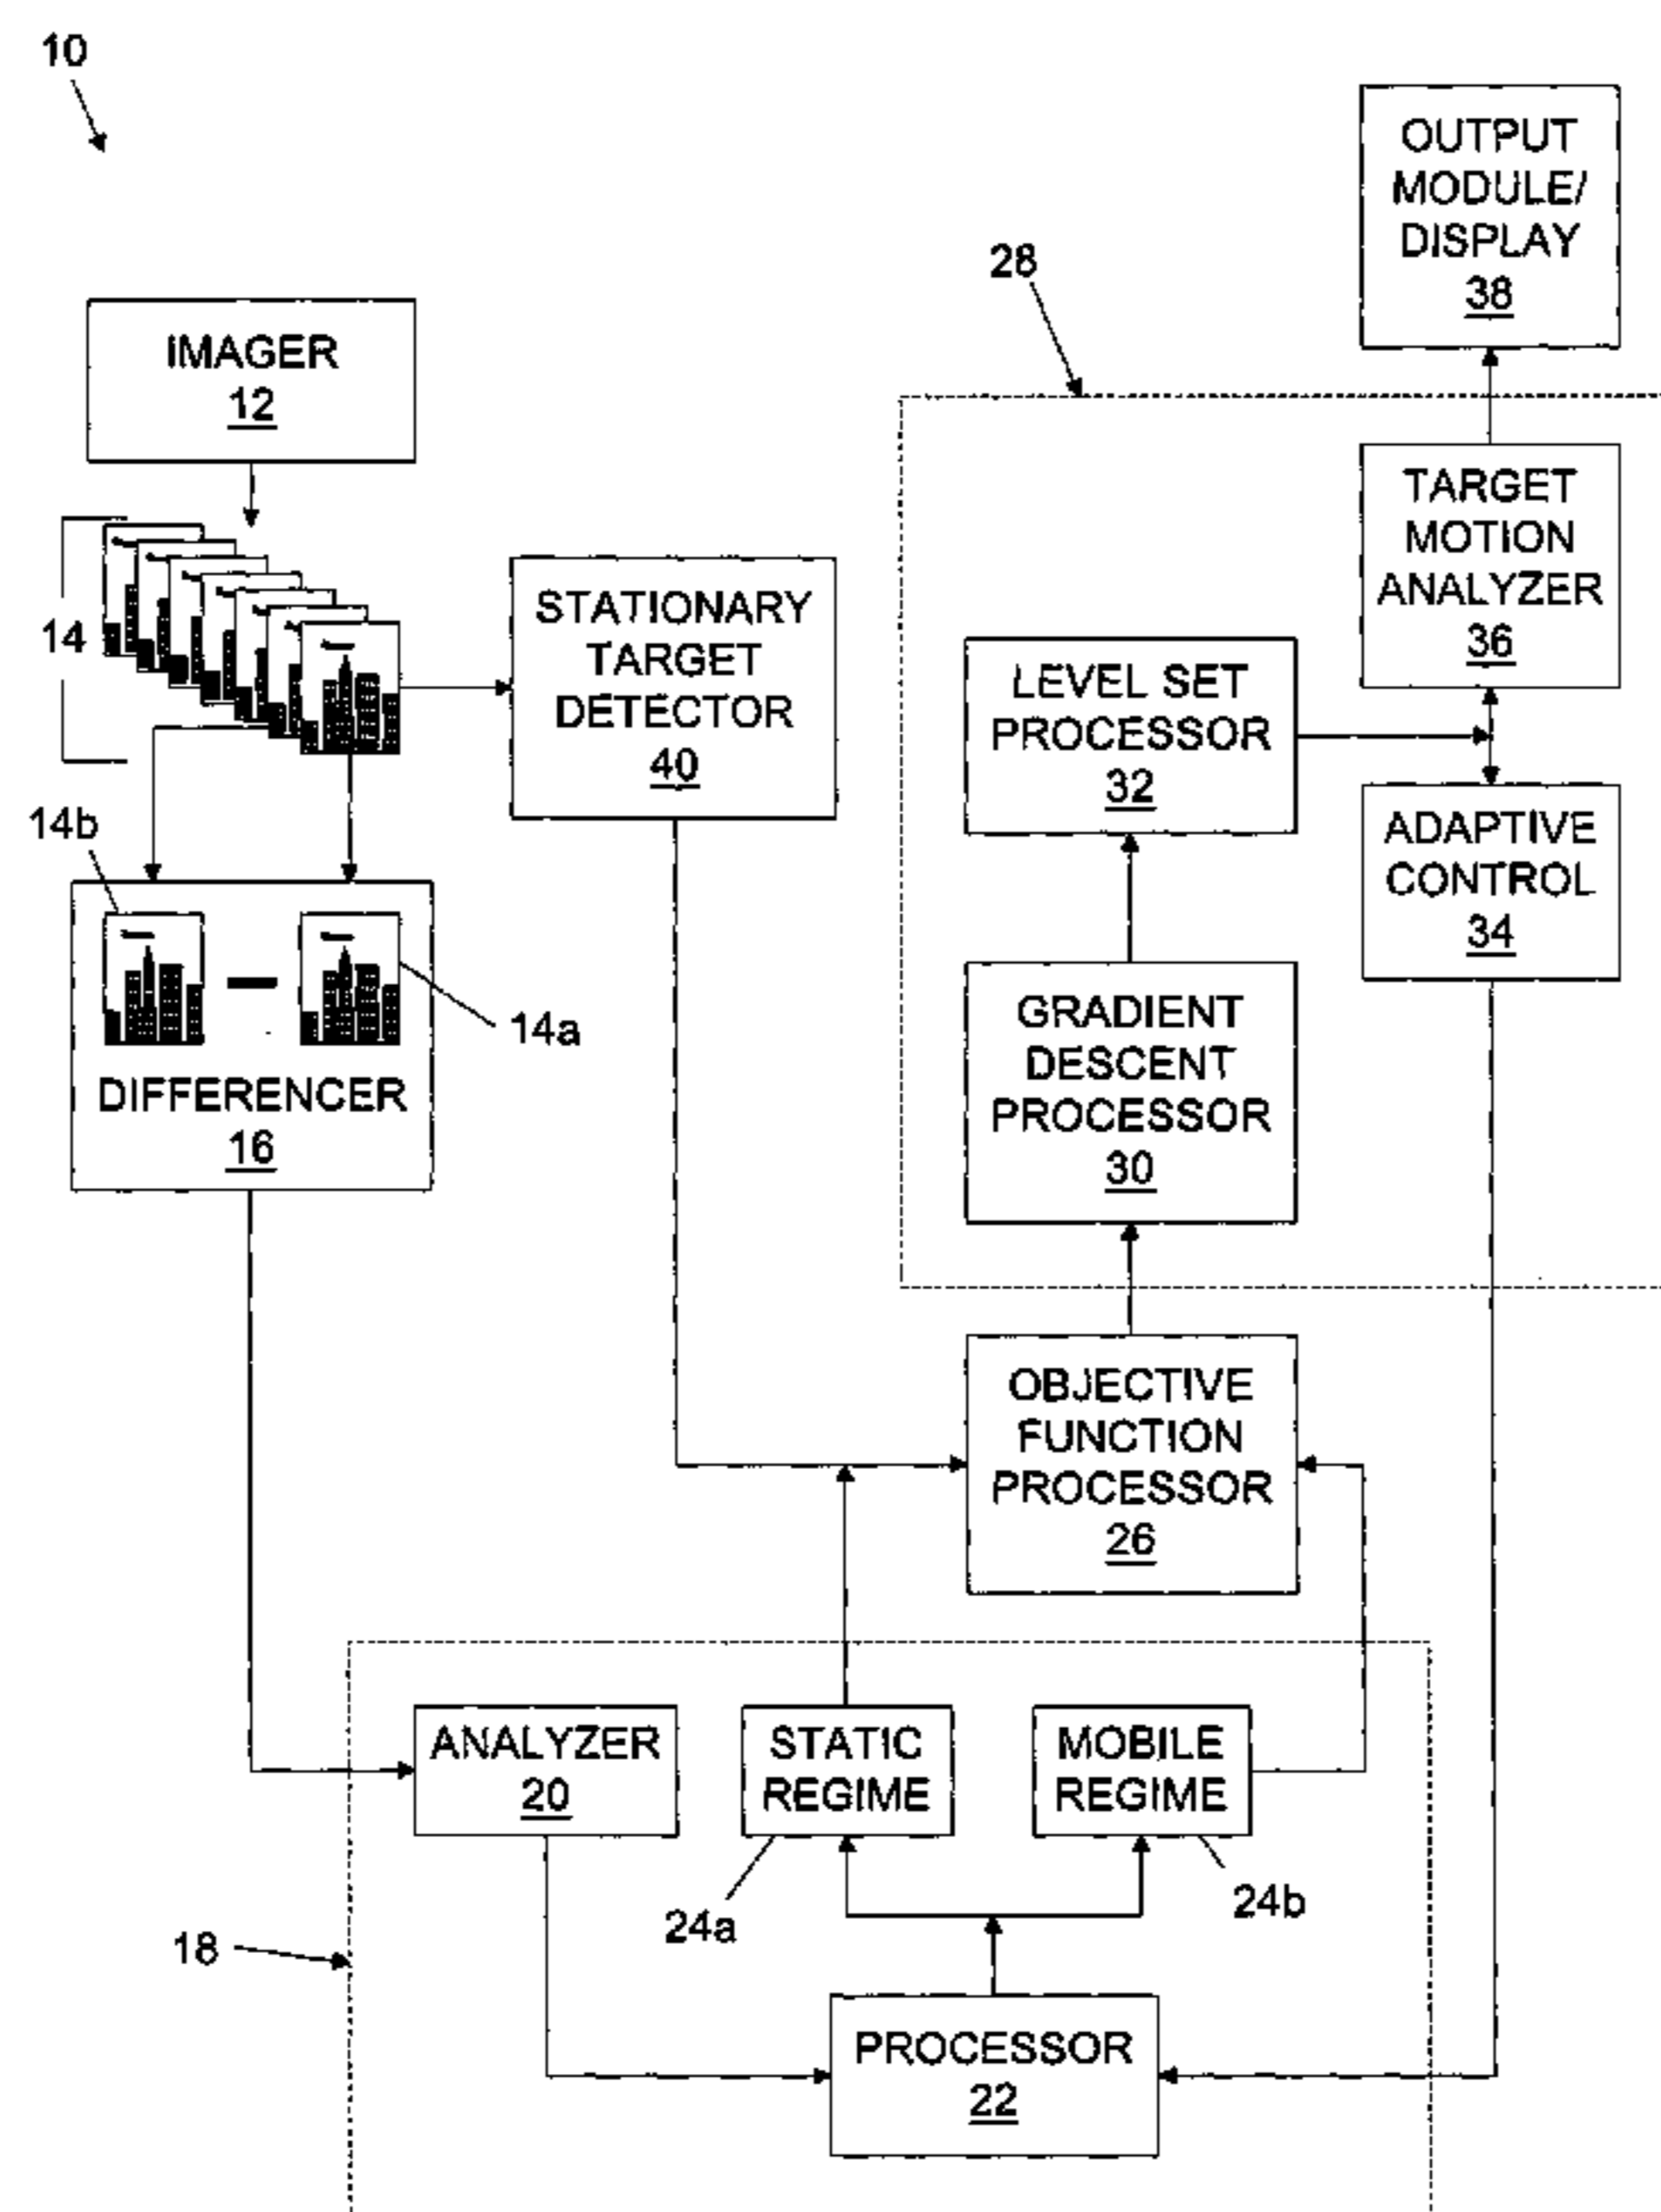 10
OUTPUT
MODULE/
DISPLAY
38
28
IMAGER
12
TARGET
MOTION
ANALYZER
36
14
STATIONARY
TARGET
DETECTOR
40
LEVEL SET
PROCESSOR
32
14b
ADAPTIVE
CONTROL
34
14a
DIFFERENCER
16
GRADIENT
DESCENT
PROCESSOR
30
OBJECTIVE
FUNCTION
PROCESSOR
26
ANALYZER
20
STATIC
REGIME
MOBILE
REGIME
24a
24b
18
PROCESSOR
22